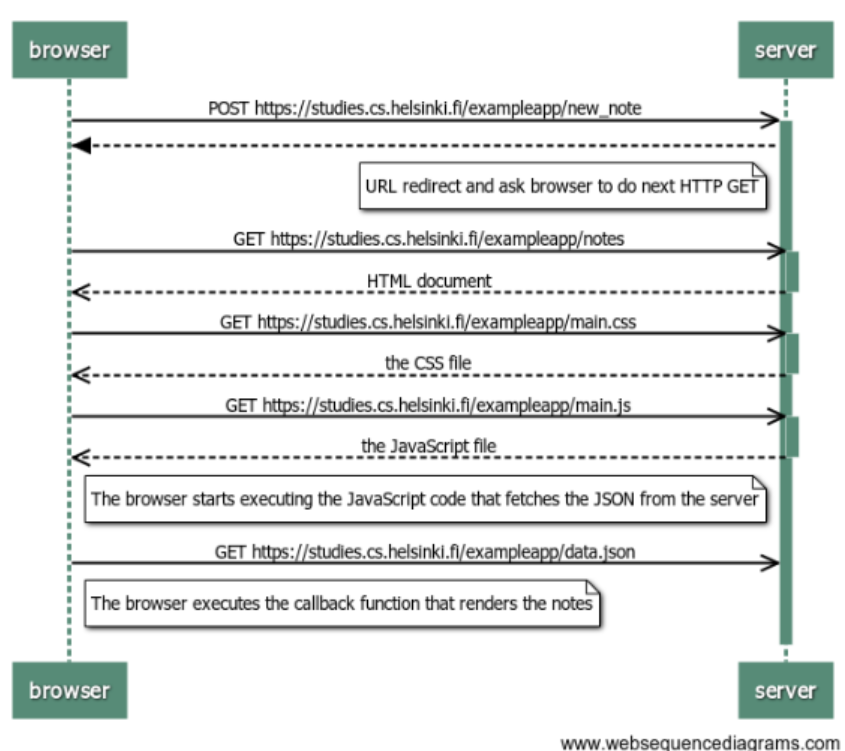 browser server
POST https://studies.cs.helsinki.fi/exampleapp/new_note
URL redirect and ask browser to do next HTTP GET
GET https://studies.cs.helsinki.fi/exampleapp/notes
HTML document
GET https://studies.cs.helsinki.fi/exampleapp/main.css
the CSS file
GET https://studies.cs.helsinki.fi/exampleapp/main.js
the JavaScript file
The browser starts executing the JavaScript code that fetches the JSON from the server
GET https://studies.cs.helsinki.fi/exampleapp/data.json
The browser executes the callback function that renders the notes
browser server
www.websequencediagrams.com